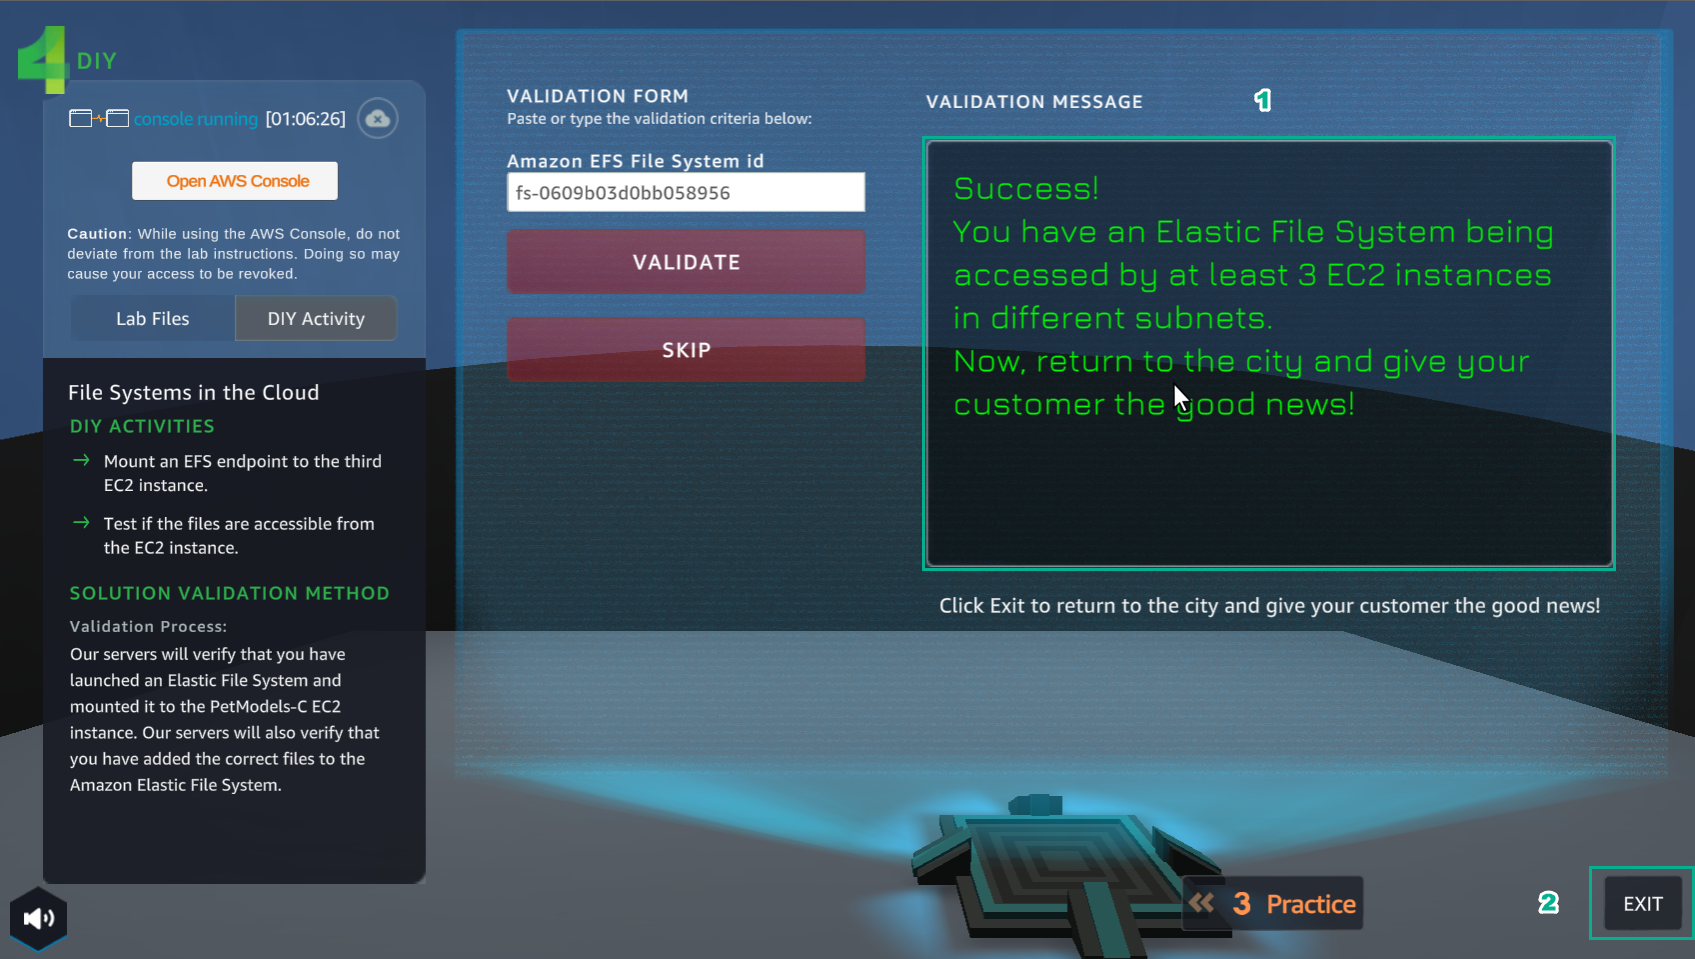 4 DIY
console running [01:06:26]
Open AWS Console
Caution: While using the AWS Console, do not
deviate from the lab instructions. Doing so may
cause your access to be revoked.
Lab Files
DIY Activity
File Systems in the Cloud
DIY ACTIVITIES
→ Mount an EFS endpoint to the third
EC2 instance.
→ Test if the files are accessible from
the EC2 instance.
SOLUTION VALIDATION METHOD
Validation Process:
Our servers will verify that you have
launched an Elastic File System and
mounted it to the PetModels-C EC2
instance. Our servers will also verify that
you have added the correct files to the
Amazon Elastic File System.
VALIDATION FORM
Paste or type the validation criteria below:
Amazon EFS File System id
fs-0609b03d0bb058956
VALIDATE
SKIP
VALIDATION MESSAGE
1
Success!
You have an Elastic File System being
accessed by at least 3 EC2 instances
in different subnets.
Now, return to the city and give your
customer the good news!
Click Exit to return to the city and give your customer the good news!
3 Practice
2
EXIT